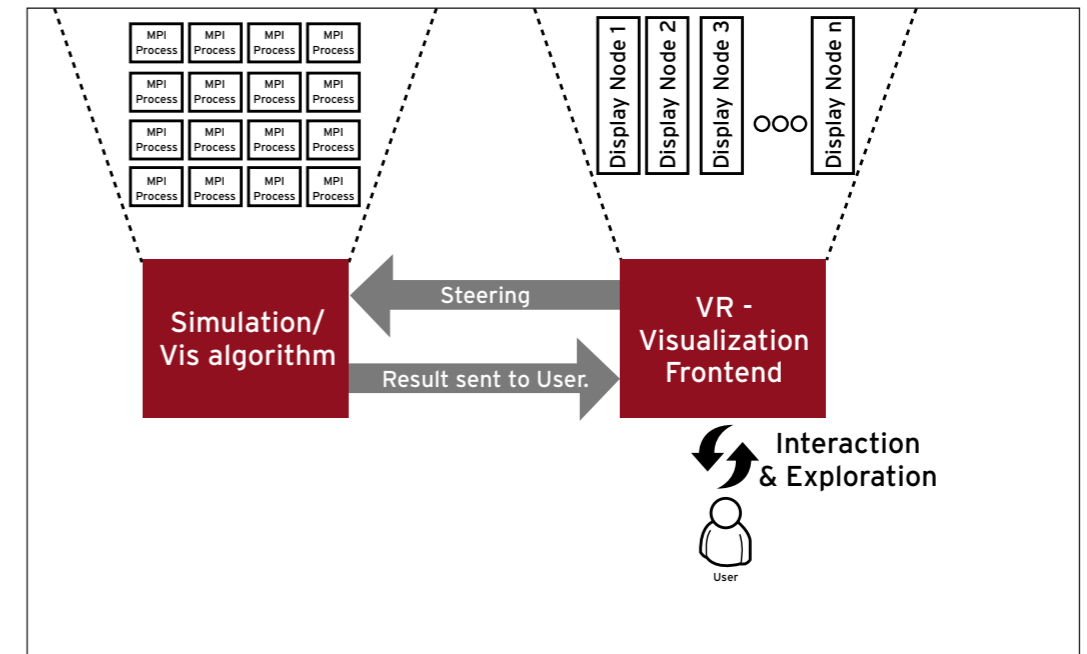 MPI
Process
MPI
Process
MPI
Process
MPI
Process
MPI
Process
MPI
Process
MPI
Process
MPI
Process
MPI
Process
MPI
Process
MPI
Process
MPI
Process
MPI
Process
MPI
Process
MPI
Process
MPI
Process
Display Node 1
Display Node 2
Display Node 3
Display Node n
Simulation/
Vis algorithm
Steering
Result sent to User.
VR -
Visualization
Frontend
Interaction
& Exploration
User